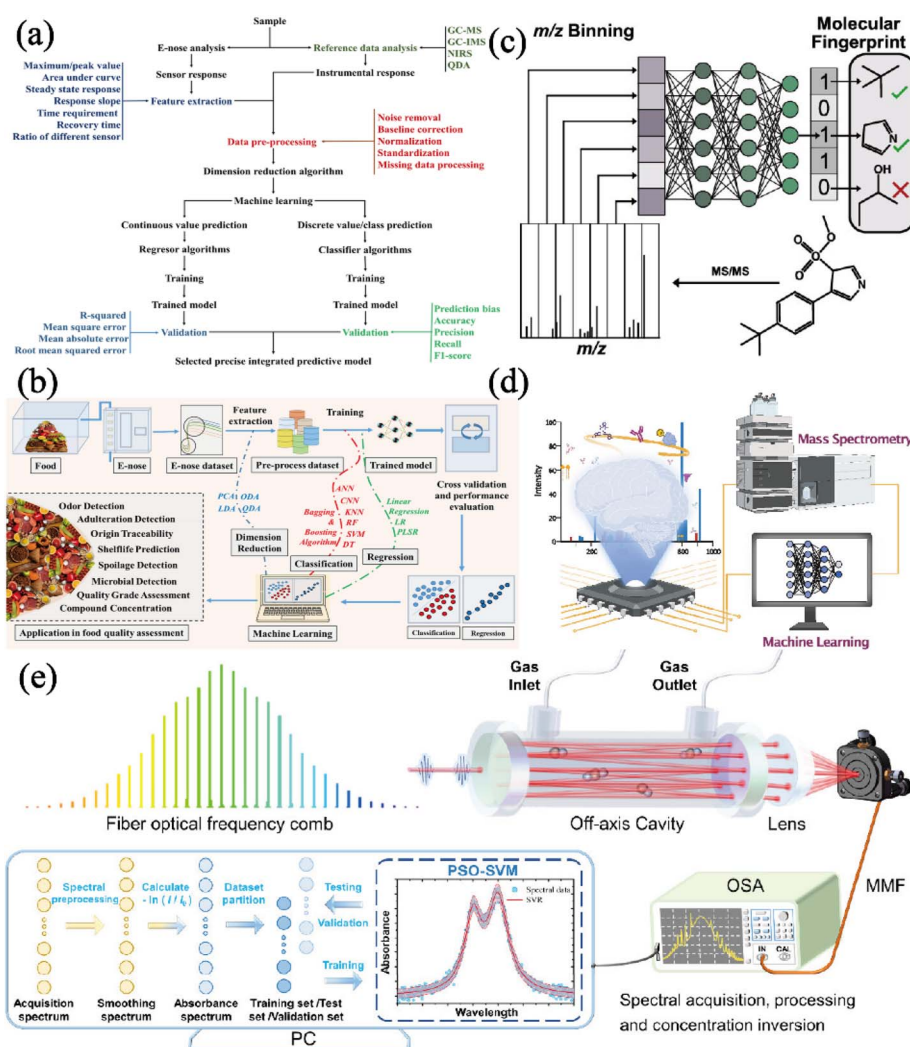 (a)
Sample
E-nose analysis
Reference data analysis
GC-MS
GC-IMS
NIRS
QDA
Sensor response
Instrumental response
Maximum/peak value
Area under curve
Steady state response
Response slope
Time requirement
Recovery time
Ratio of different sensor
Feature extraction
Data pre-processing
Noise removal
Baseline correction
Normalization
Standardization
Missing data processing
Dimension reduction algorithm
Machine learning
Continuous value prediction
Discrete value/class prediction
Regresor algorithms
Classifier algorithms
Training
Training
Trained model
Trained model
R-squared
Mean square error
Mean absolute error
Root mean squared error
Validation
Validation
Prediction bias
Accuracy
Precision
Recall
F1-score
Selected precise integrated predictive model
(c)
m/z Binning
Molecular
Fingerprint
1
0
1
1
0
N
OH
MS/MS
O
O
O
O
N
m/z
(b)
Feature
extraction
Training
Food
E-nose
E-nose dataset
Pre-process dataset
Trained model
Cross validation
and performance
evaluation
PCA ODA
LDA QDA
Dimension
Reduction
ANN
CNN
Bagging KNN
& RF
Boosting SVM
Algorithm DT
Classification
Linear
Regression
LR
PLSR
Regression
Odor Detection
Adulteration Detection
Origin Traceability
Shelflife Prediction
Spoilage Detection
Microbial Detection
Quality Grade Assessment
Compound Concentration
Application in food quality assessment
Machine Learning
Classification
Regression
(d)
100
80
60
40
20
0
Intensity
200
800
1000
Mass Spectrometry
Machine Learning
(e)
Fiber optical frequency comb
Gas
Inlet
Gas
Outlet
Off-axis Cavity
Lens
MMF
OSA
IN CAL
Spectral acquisition, processing
and concentration inversion
Spectral
preprocessing
Calculate
Dataset
partition
Testing
Validation
Training
PSO-SVM
Spectral data
SVR
Absorbance
Wavelength
Acquisition
spectrum
Smoothing
spectrum
Absorbance
spectrum
Training set /Test
set /Validation set
PC